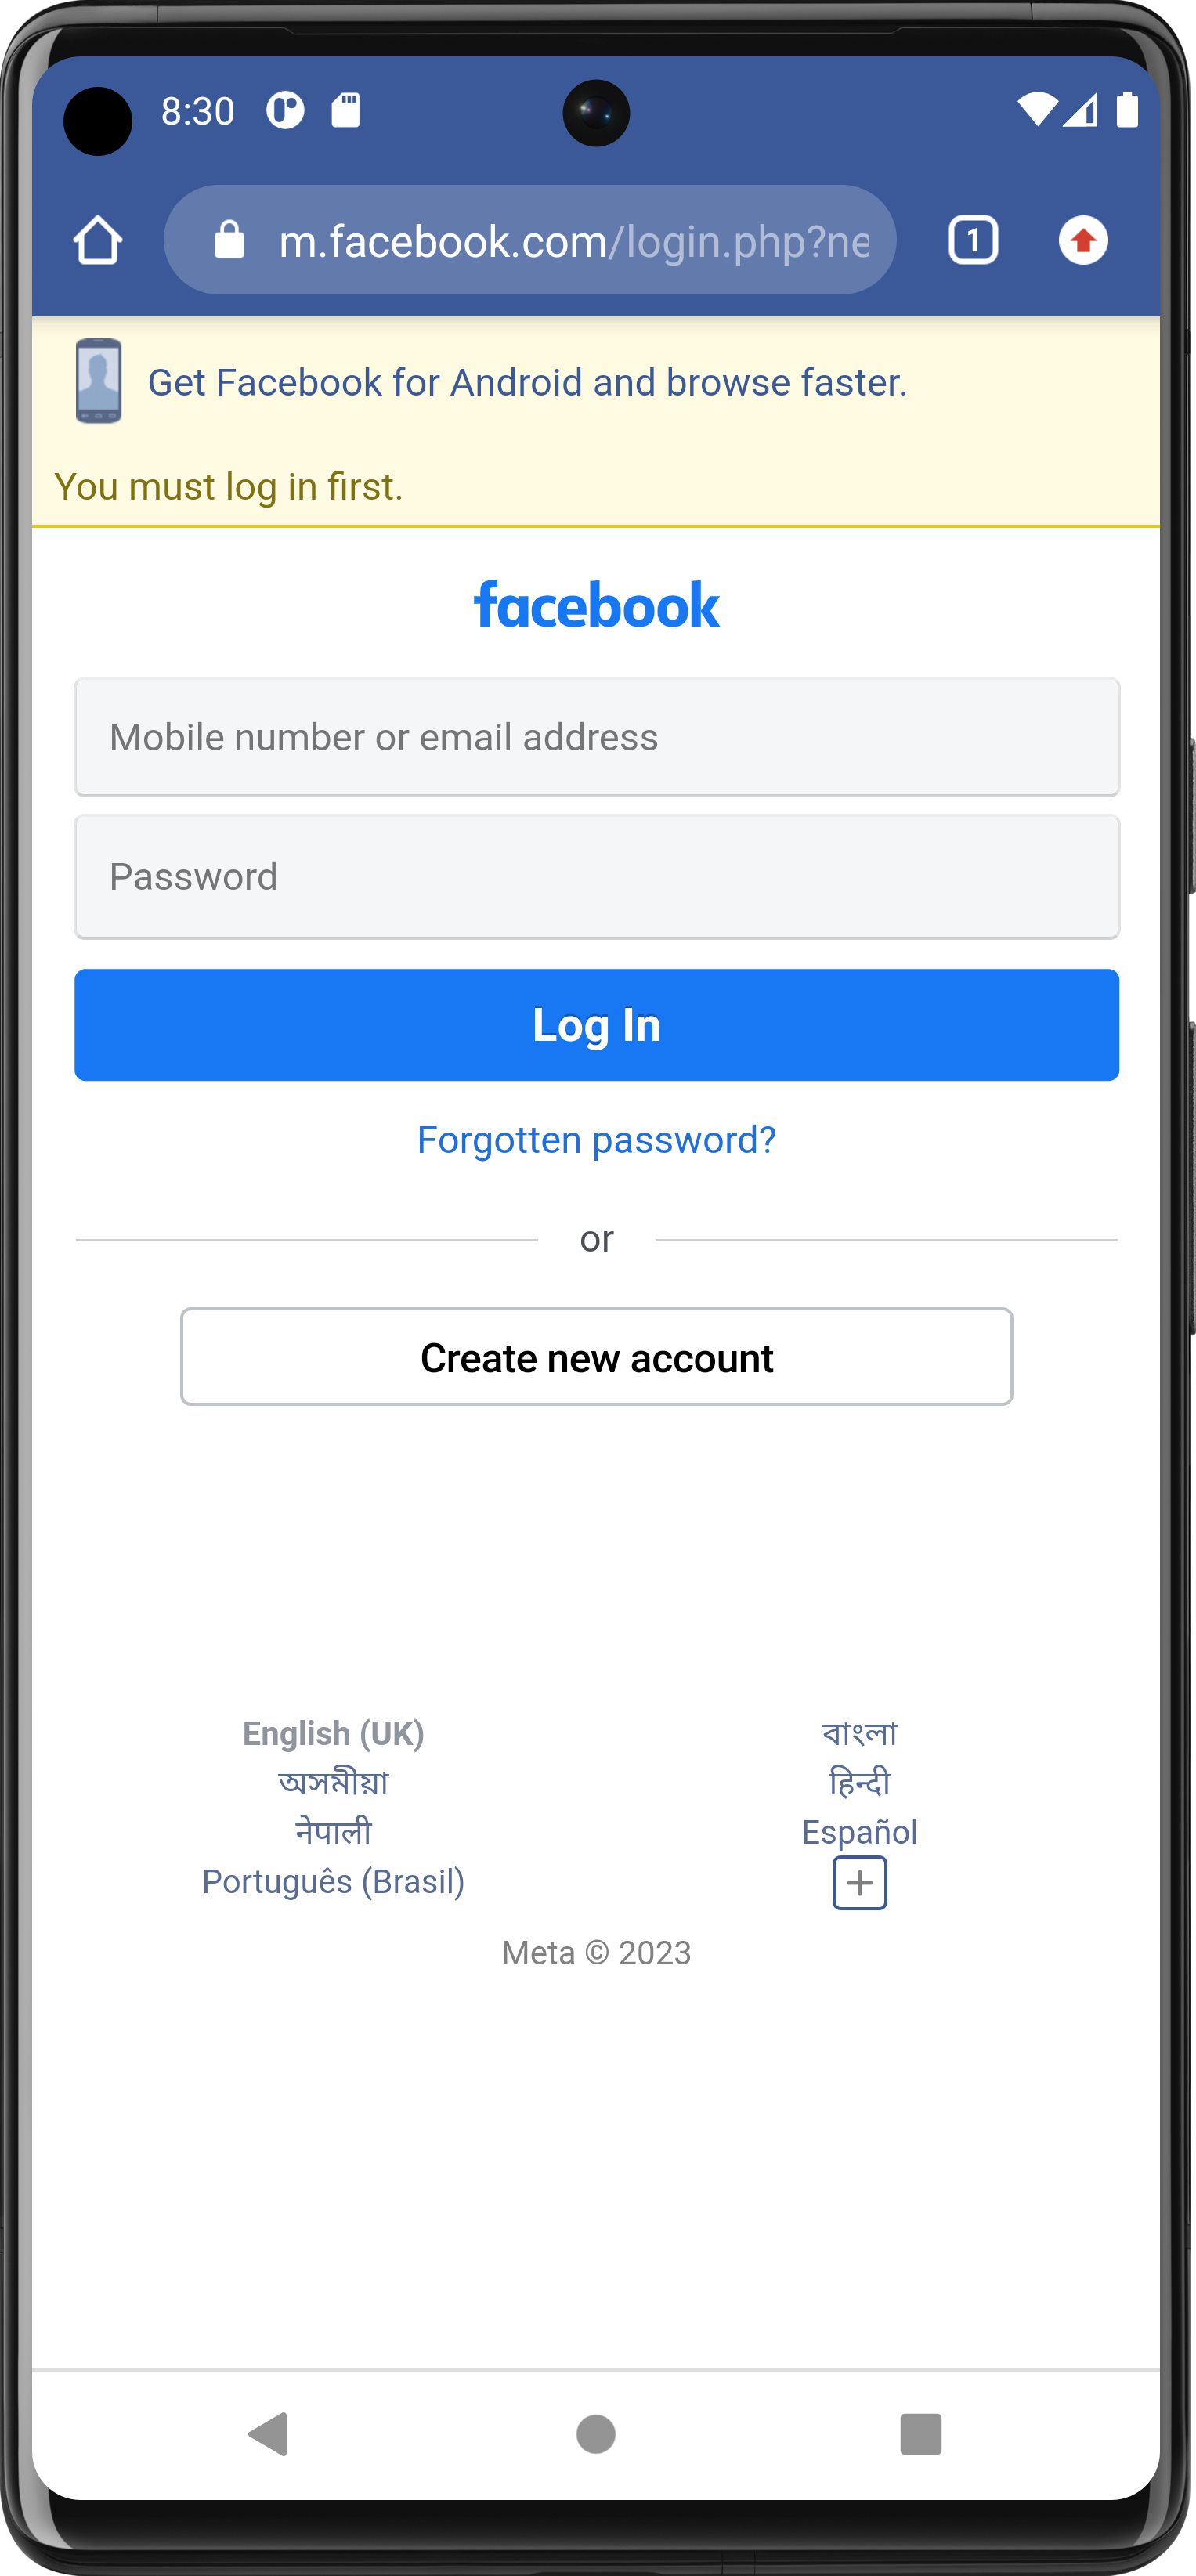 8:30
m.facebook.com/login.php?ne
1
Get Facebook for Android and browse faster.
You must log in first.
facebook
Mobile number or email address
Password
Log In
Forgotten password?
or
Create new account
English (UK)
বাংলা
অসমীয়া
हिन्दी
नेपाली
Español
Português (Brasil)
Meta © 2023